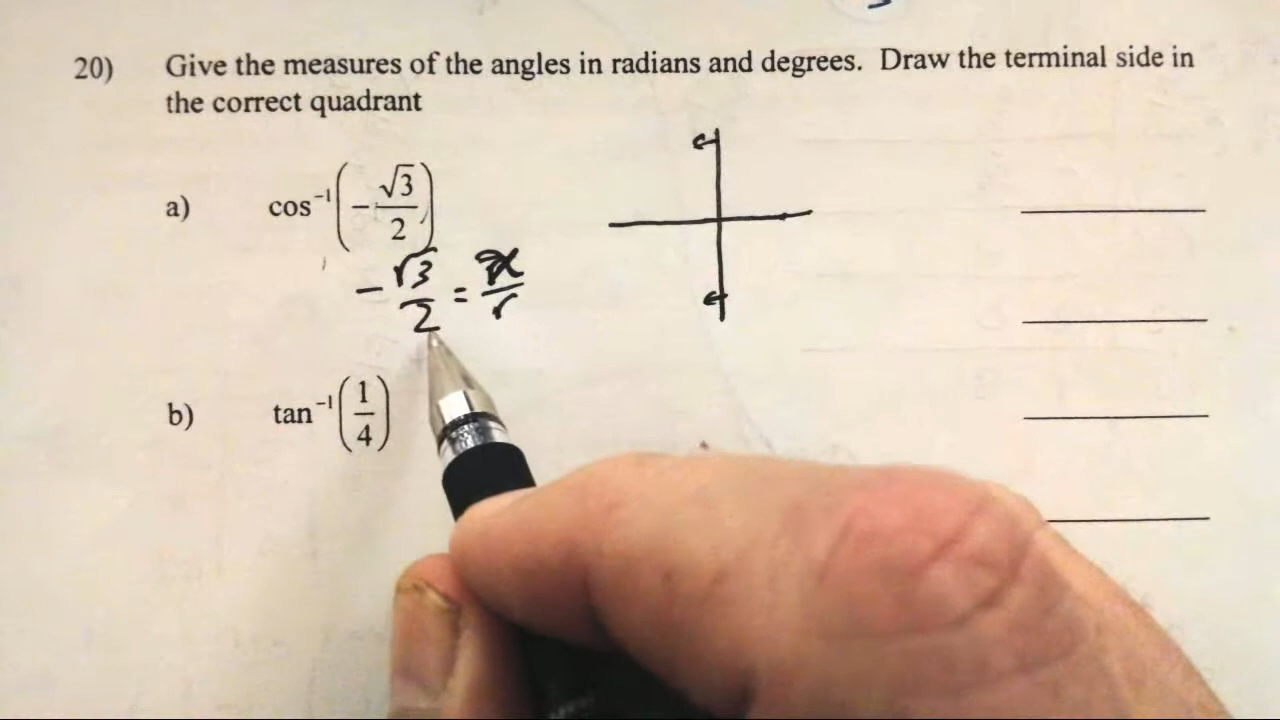 20) Give the measures of the angles in radians and degrees. Draw the terminal side in
the correct quadrant
a) cos⁻¹(-√3/2)
-√3/2 = x/r
b) tan⁻¹(1/4)